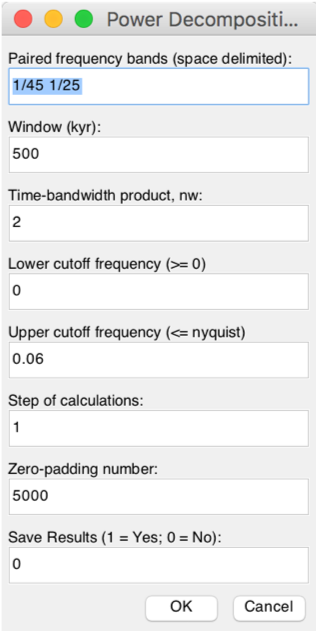 Power Decompositi...
Paired frequency bands (space delimited):
1/45 1/25
Window (kyr):
500
Time-bandwidth product, nw:
2
Lower cutoff frequency (>= 0)
0
Upper cutoff frequency (<= nyquist)
0.06
Step of calculations:
1
Zero-padding number:
5000
Save Results (1 = Yes; 0 = No):
0
OK Cancel